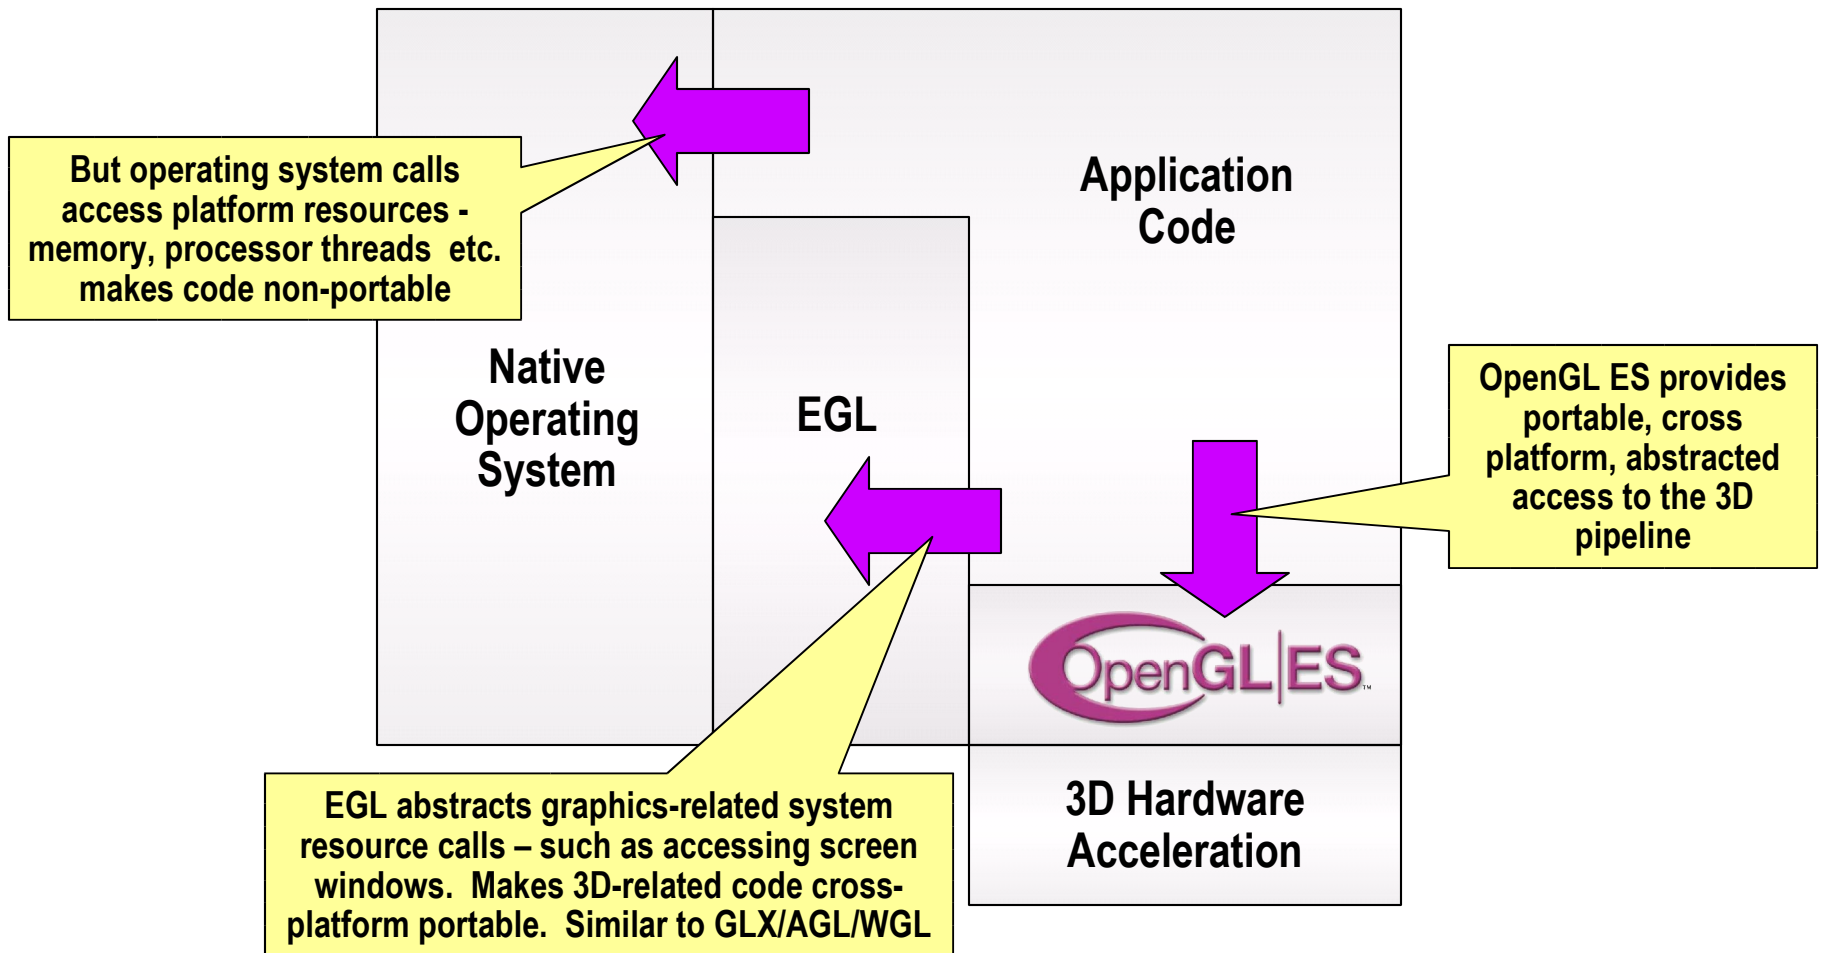 But operating system calls
access platform resources -
memory, processor threads  etc.
makes code non-portable
Application
Code
Native
Operating
System
EGL
OpenGL ES provides
portable, cross
platform, abstracted
access to the 3D
pipeline
OpenGL|ES™
EGL abstracts graphics-related system
resource calls – such as accessing screen
windows.  Makes 3D-related code cross-
platform portable.  Similar to GLX/AGL/WGL
3D Hardware
Acceleration